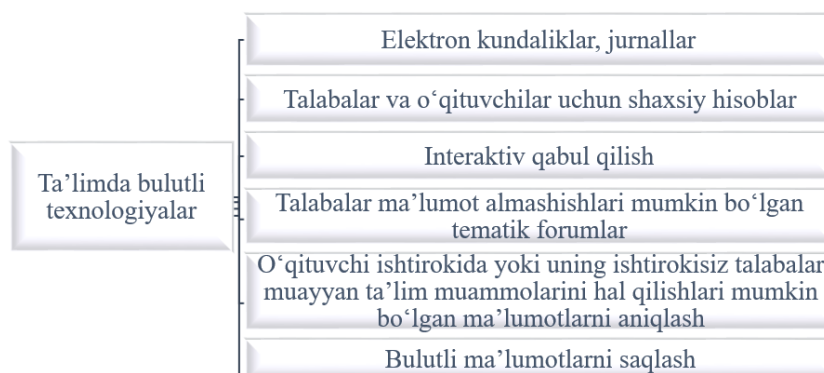 Ta’limda bulutli
texnologiyalar
Elektron kundaliklar, jurnallar
Talabalar va o‘qituvchilar uchun shaxsiy hisoblar
Interaktiv qabul qilish
Talabalar ma’lumot almashishlari mumkin bo‘lgan
tematik forumlar
O‘qituvchi ishtirokida yoki uning ishtirokisiz talabalar
muayyan ta’lim muammolarini hal qilishlari mumkin
bo‘lgan ma’lumotlarni aniqlash
Bulutli ma’lumotlarni saqlash